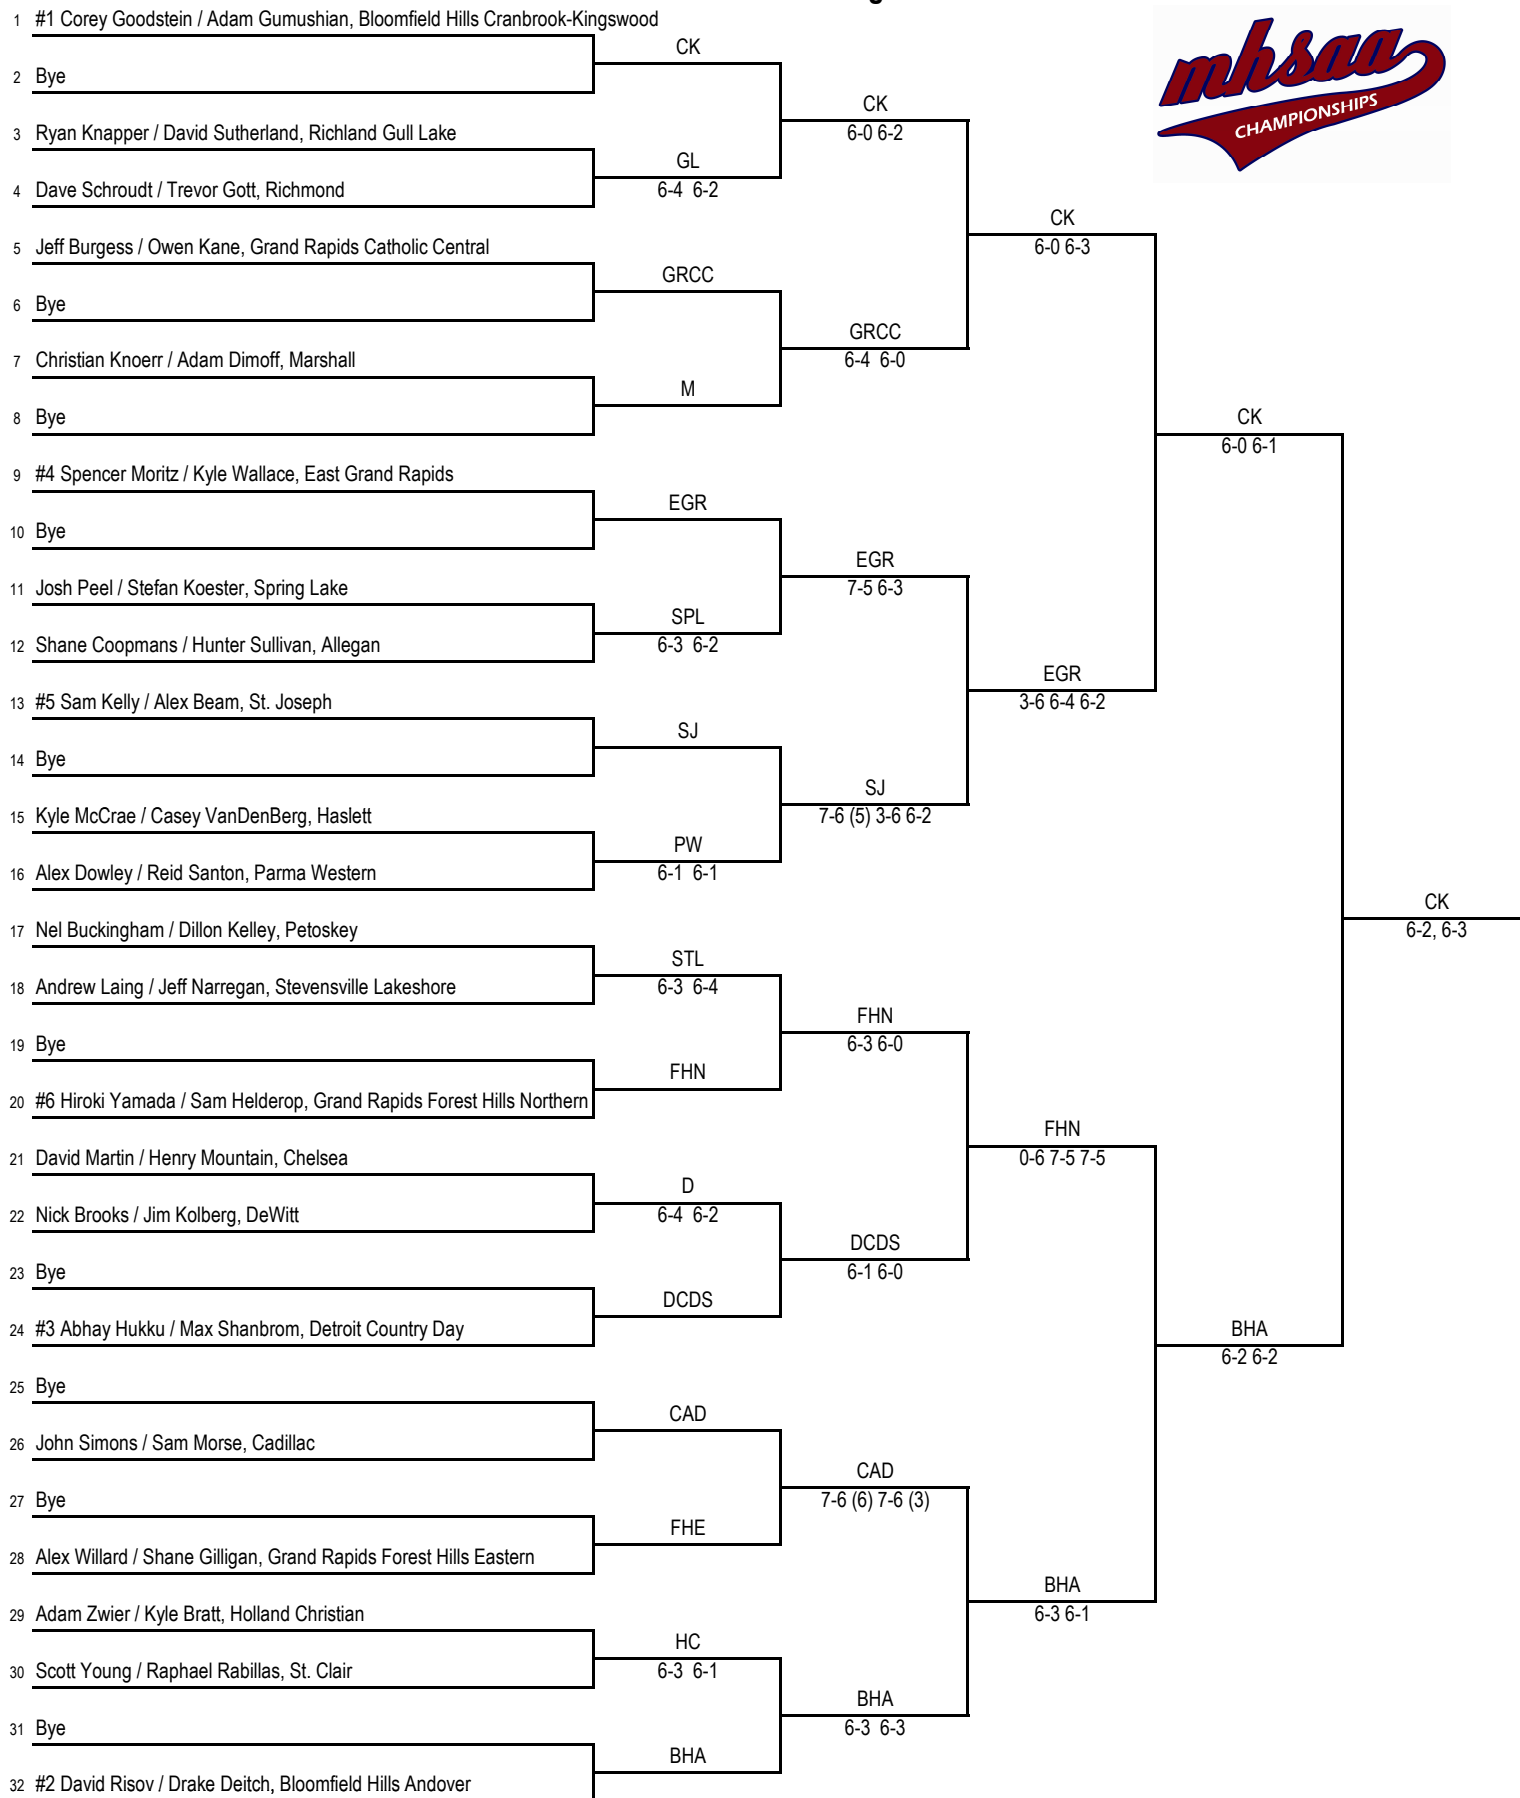 g
1 #1 Corey Goodstein / Adam Gumushian, Bloomfield Hills Cranbrook-Kingswood
CK
2 Bye
CK
6-0 6-2
3 Ryan Knapper / David Sutherland, Richland Gull Lake
GL
6-4 6-2
4 Dave Schroudt / Trevor Gott, Richmond
CK
6-0 6-3
5 Jeff Burgess / Owen Kane, Grand Rapids Catholic Central
GRCC
6 Bye
GRCC
6-4 6-0
7 Christian Knoerr / Adam Dimoff, Marshall
M
8 Bye
CK
6-0 6-1
9 #4 Spencer Moritz / Kyle Wallace, East Grand Rapids
EGR
10 Bye
EGR
7-5 6-3
11 Josh Peel / Stefan Koester, Spring Lake
SPL
6-3 6-2
12 Shane Coopmans / Hunter Sullivan, Allegan
EGR
3-6 6-4 6-2
13 #5 Sam Kelly / Alex Beam, St. Joseph
SJ
14 Bye
SJ
7-6 (5) 3-6 6-2
15 Kyle McCrae / Casey VanDenBerg, Haslett
PW
6-1 6-1
16 Alex Dowley / Reid Santon, Parma Western
CK
6-2, 6-3
17 Nel Buckingham / Dillon Kelley, Petoskey
STL
6-3 6-4
18 Andrew Laing / Jeff Narregan, Stevensville Lakeshore
FHN
6-3 6-0
19 Bye
FHN
20 #6 Hiroki Yamada / Sam Helderop, Grand Rapids Forest Hills Northern
FHN
0-6 7-5 7-5
21 David Martin / Henry Mountain, Chelsea
D
6-4 6-2
22 Nick Brooks / Jim Kolberg, DeWitt
DCDS
6-1 6-0
23 Bye
DCDS
24 #3 Abhay Hukku / Max Shanbrom, Detroit Country Day
BHA
6-2 6-2
25 Bye
CAD
26 John Simons / Sam Morse, Cadillac
CAD
7-6 (6) 7-6 (3)
27 Bye
FHE
28 Alex Willard / Shane Gilligan, Grand Rapids Forest Hills Eastern
BHA
6-3 6-1
29 Adam Zwier / Kyle Bratt, Holland Christian
HC
6-3 6-1
30 Scott Young / Raphael Rabillas, St. Clair
BHA
6-3 6-3
31 Bye
BHA
32 #2 David Risov / Drake Deitch, Bloomfield Hills Andover
mhsaa
CHAMPIONSHIPS